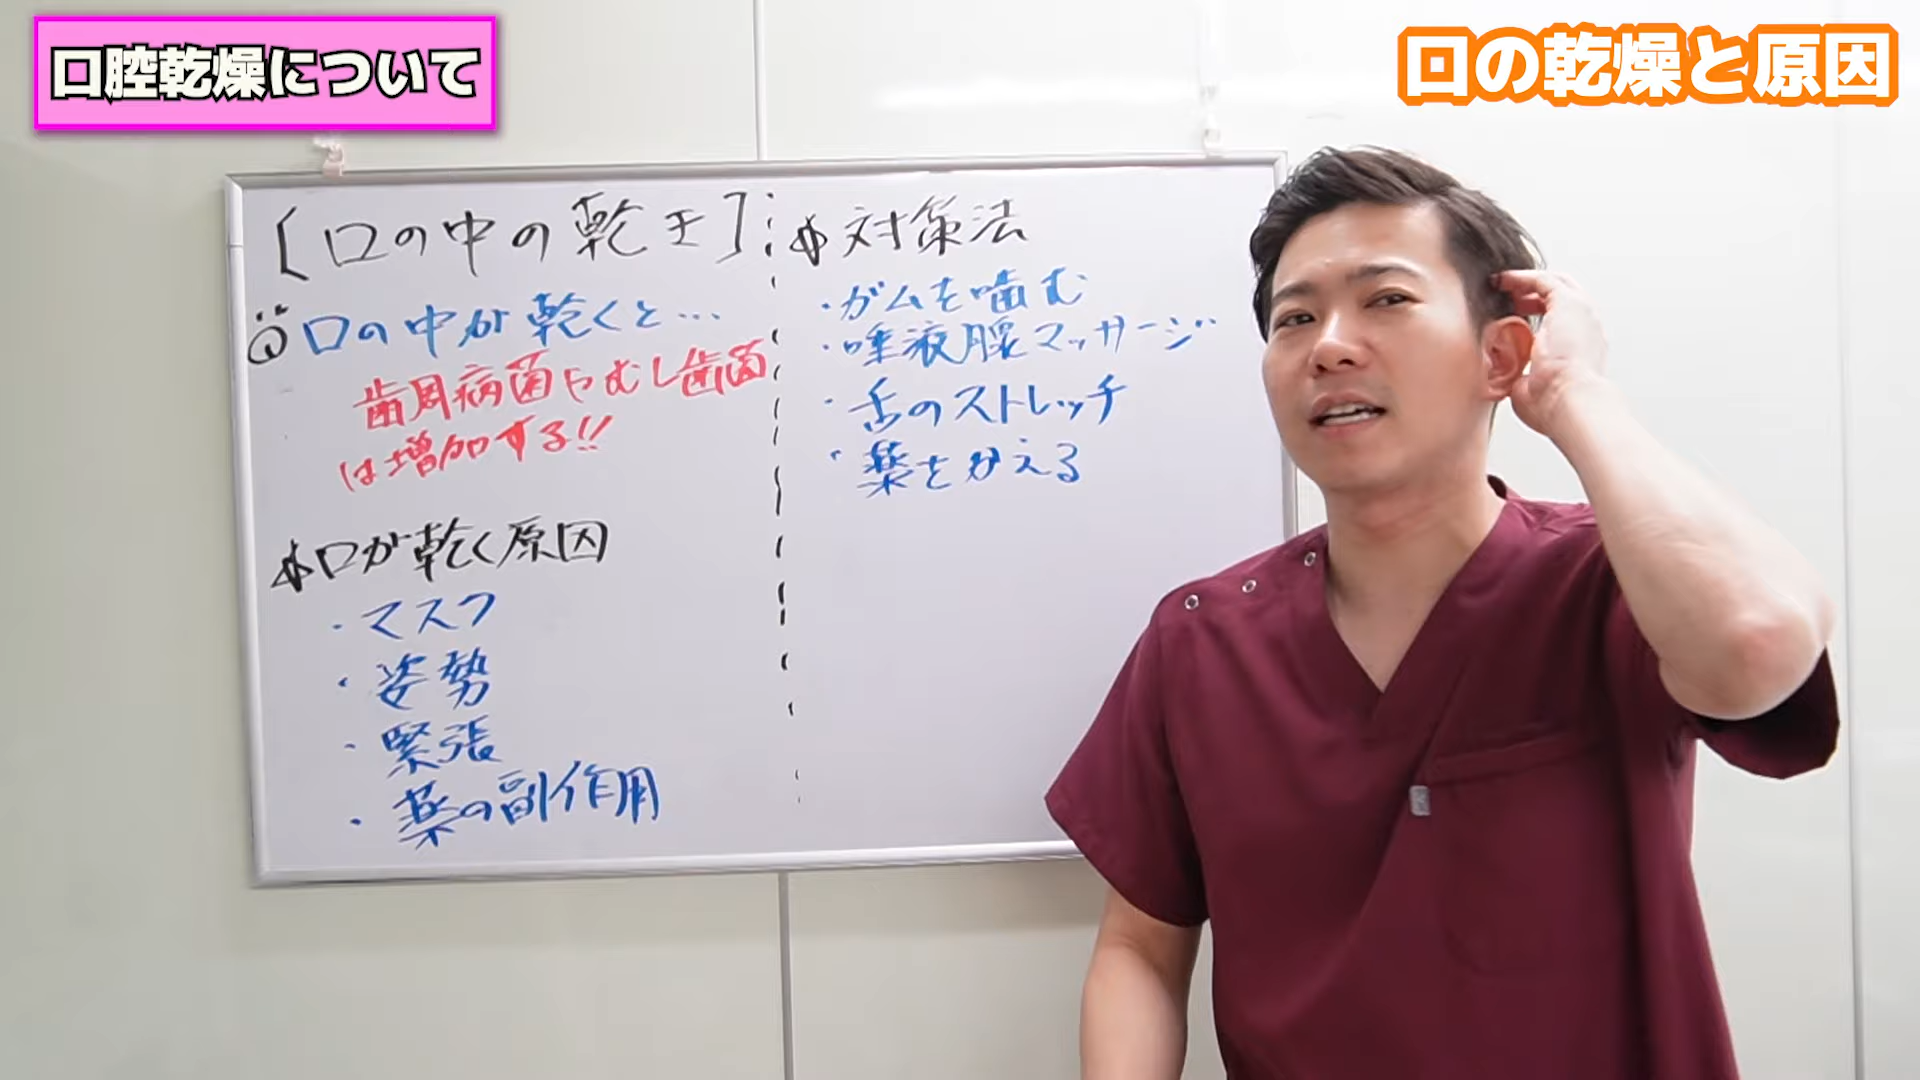 口腔乾燥について
口の乾燥と原因
[口の中の乾き]
口の中が乾くと…
歯周病菌やむし歯菌
は増加する!!
口が乾く原因
・マスク
・姿勢
・緊張
・薬の副作用
対策法
・ガムを噛む
・唾液腺マッサージ
・舌のストレッチ
・薬をかえる